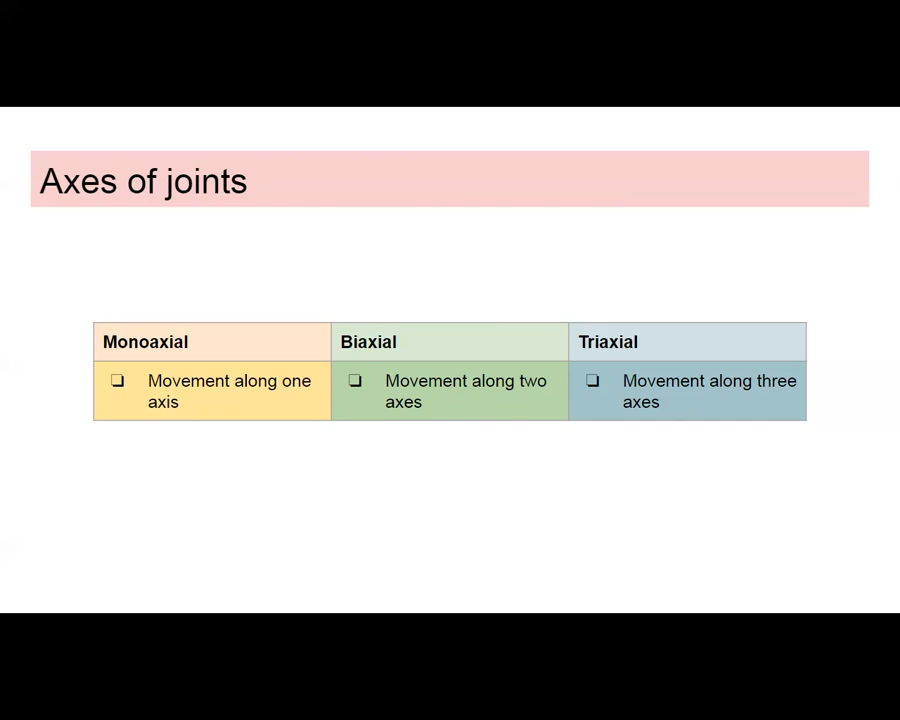 Axes of joints
Monoaxial
Biaxial
Triaxial
❏ Movement along one
axis
❏ Movement along two
axes
❏ Movement along three
axes